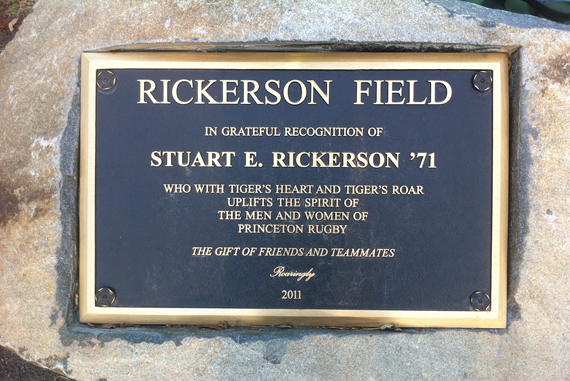 RICKERSON FIELD
IN GRATEFUL RECOGNITION OF
STUART E. RICKERSON ’71
WHO WITH TIGER'S HEART AND TIGER'S ROAR
UPLIFTS THE SPIRIT OF
THE MEN AND WOMEN OF
PRINCETON RUGBY
THE GIFT OF FRIENDS AND TEAMMATES
Roaringly
2011